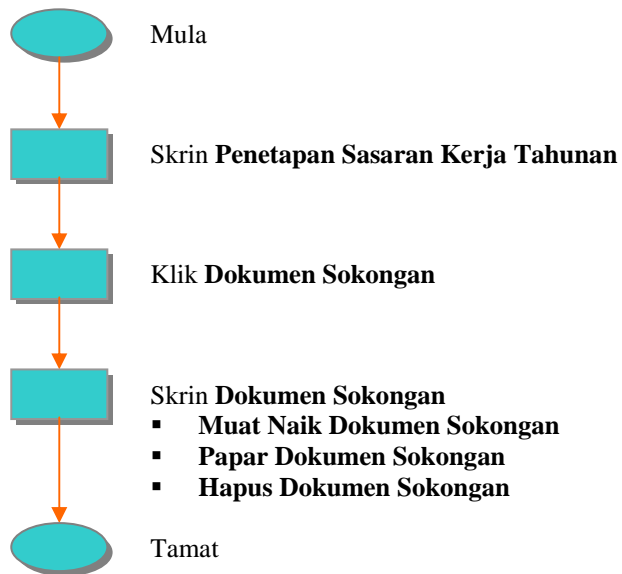 Mula
Skrin Penetapan Sasaran Kerja Tahunan
Klik Dokumen Sokongan
Skrin Dokumen Sokongan
▪ Muat Naik Dokumen Sokongan
▪ Papar Dokumen Sokongan
▪ Hapus Dokumen Sokongan
Tamat